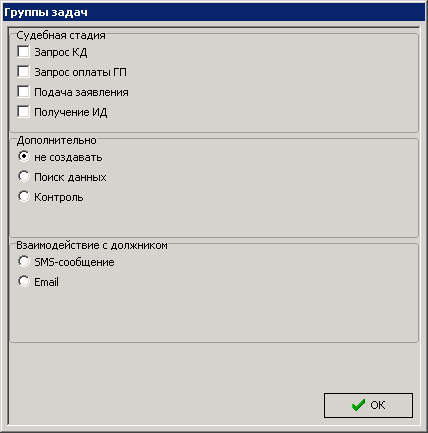 Группы задач
Судебная стадия
Запрос КД
Запрос оплаты ГП
Подача заявления
Получение ИД
Дополнительно
не создавать
Поиск данных
Контроль
Взаимодействие с должником
SMS-сообщение
Email
OK